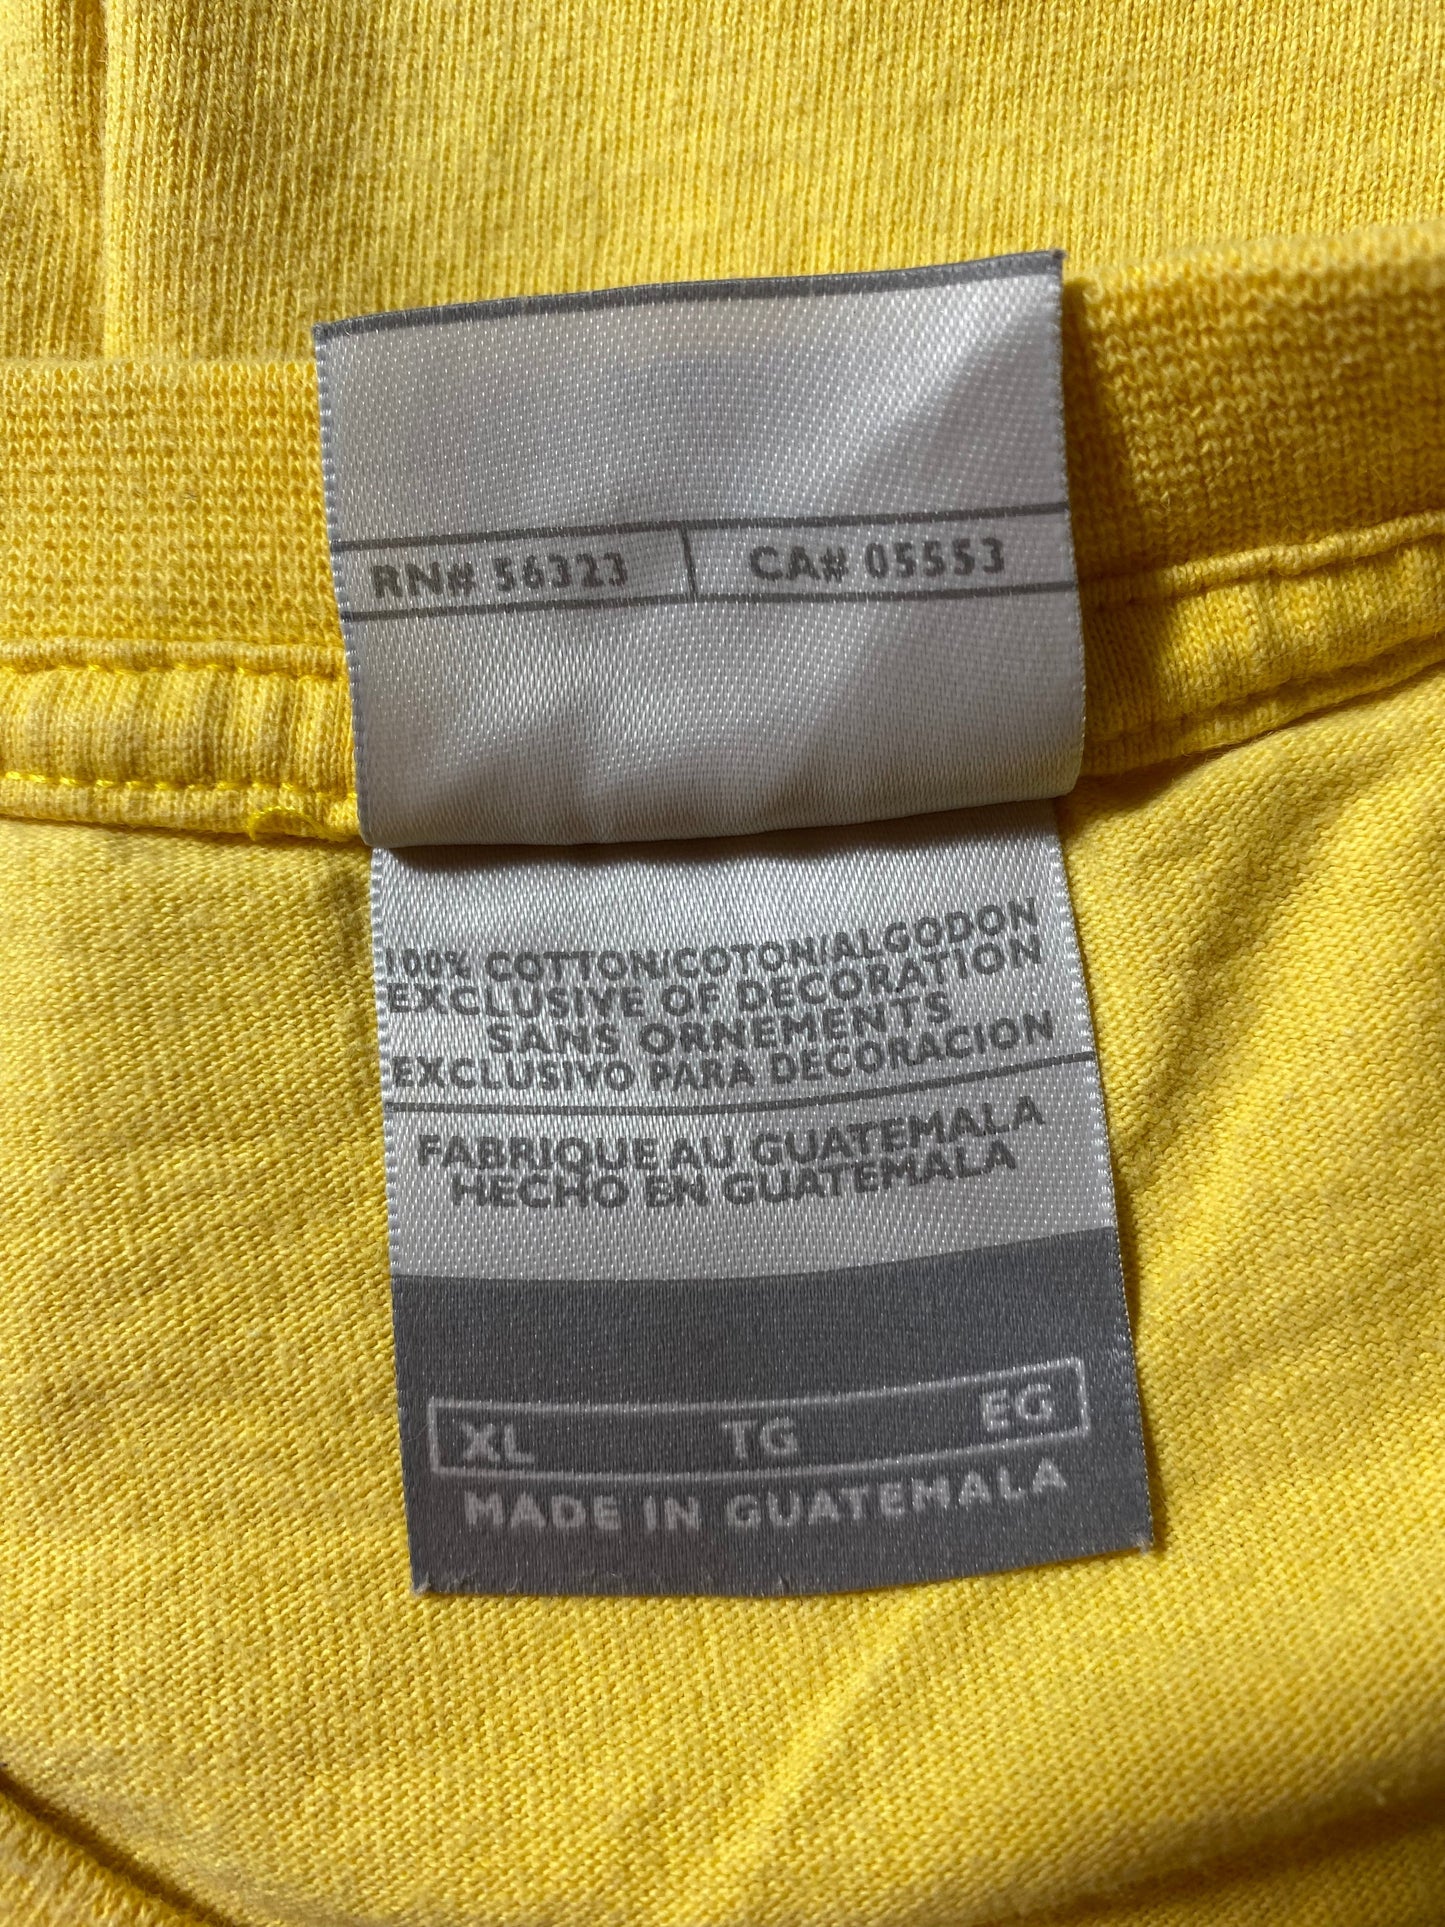 RN# 56323 CA# 05553
100% COTTON/COTON/ALGODON
EXCLUSIVE OF DECORATION
SANS ORNEMENTS
EXCLUSIVO PARA DECORACION
FABRIQUE AU GUATEMALA
HECHO EN GUATEMALA
XL TG EG
MADE IN GUATEMALA